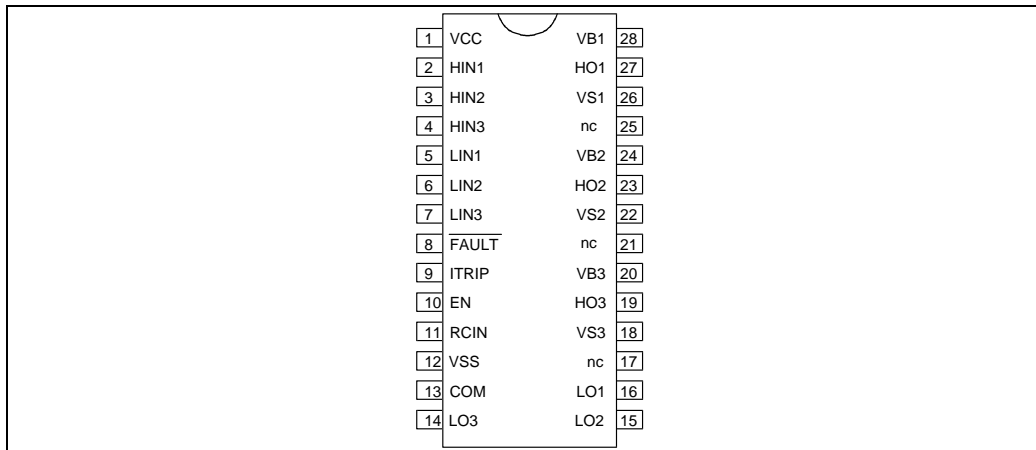 1 VCC VB1 28
2 HIN1 HO1 27
3 HIN2 VS1 26
4 HIN3 nc 25
5 LIN1 VB2 24
6 LIN2 HO2 23
7 LIN3 VS2 22
8 FAULT nc 21
9 ITRIP VB3 20
10 EN HO3 19
11 RCIN VS3 18
12 VSS nc 17
13 COM LO1 16
14 LO3 LO2 15